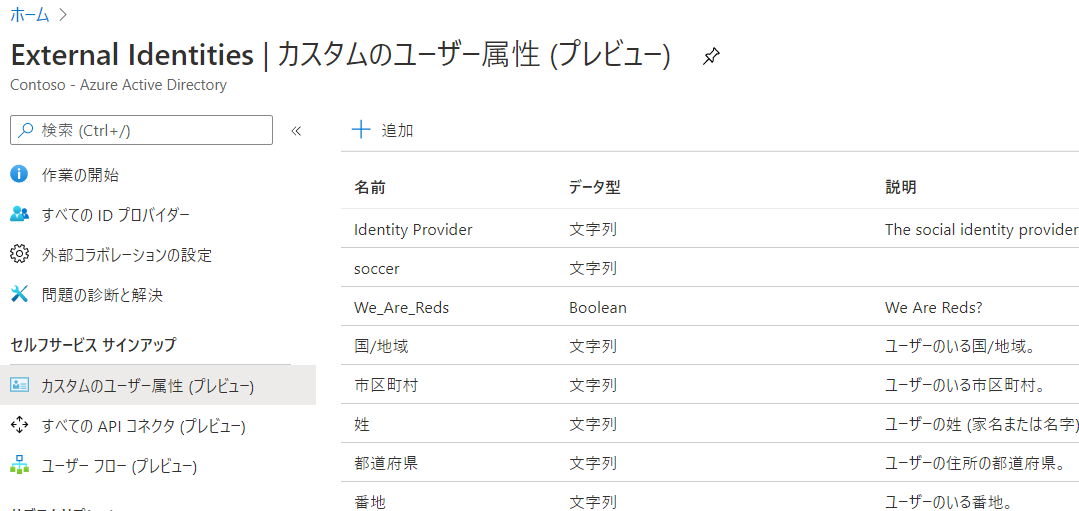 ホーム
External Identities | カスタムのユーザー属性 (プレビュー)
Contoso - Azure Active Directory
検索 (Ctrl+/)
作業の開始
すべての ID プロバイダー
外部コラボレーションの設定
問題の診断と解決
セルフサービス サインアップ
カスタムのユーザー属性 (プレビュー)
すべての API コネクタ (プレビュー)
ユーザー フロー (プレビュー)
追加
名前 データ型 説明
Identity Provider 文字列 The social identity provider
soccer 文字列
We_Are_Reds Boolean We Are Reds?
国/地域 文字列 ユーザーのいる国/地域。
市区町村 文字列 ユーザーのいる市区町村。
姓 文字列 ユーザーの姓 (家名または名字)
都道府県 文字列 ユーザーの住所の都道府県。
番地 文字列 ユーザーのいる番地。